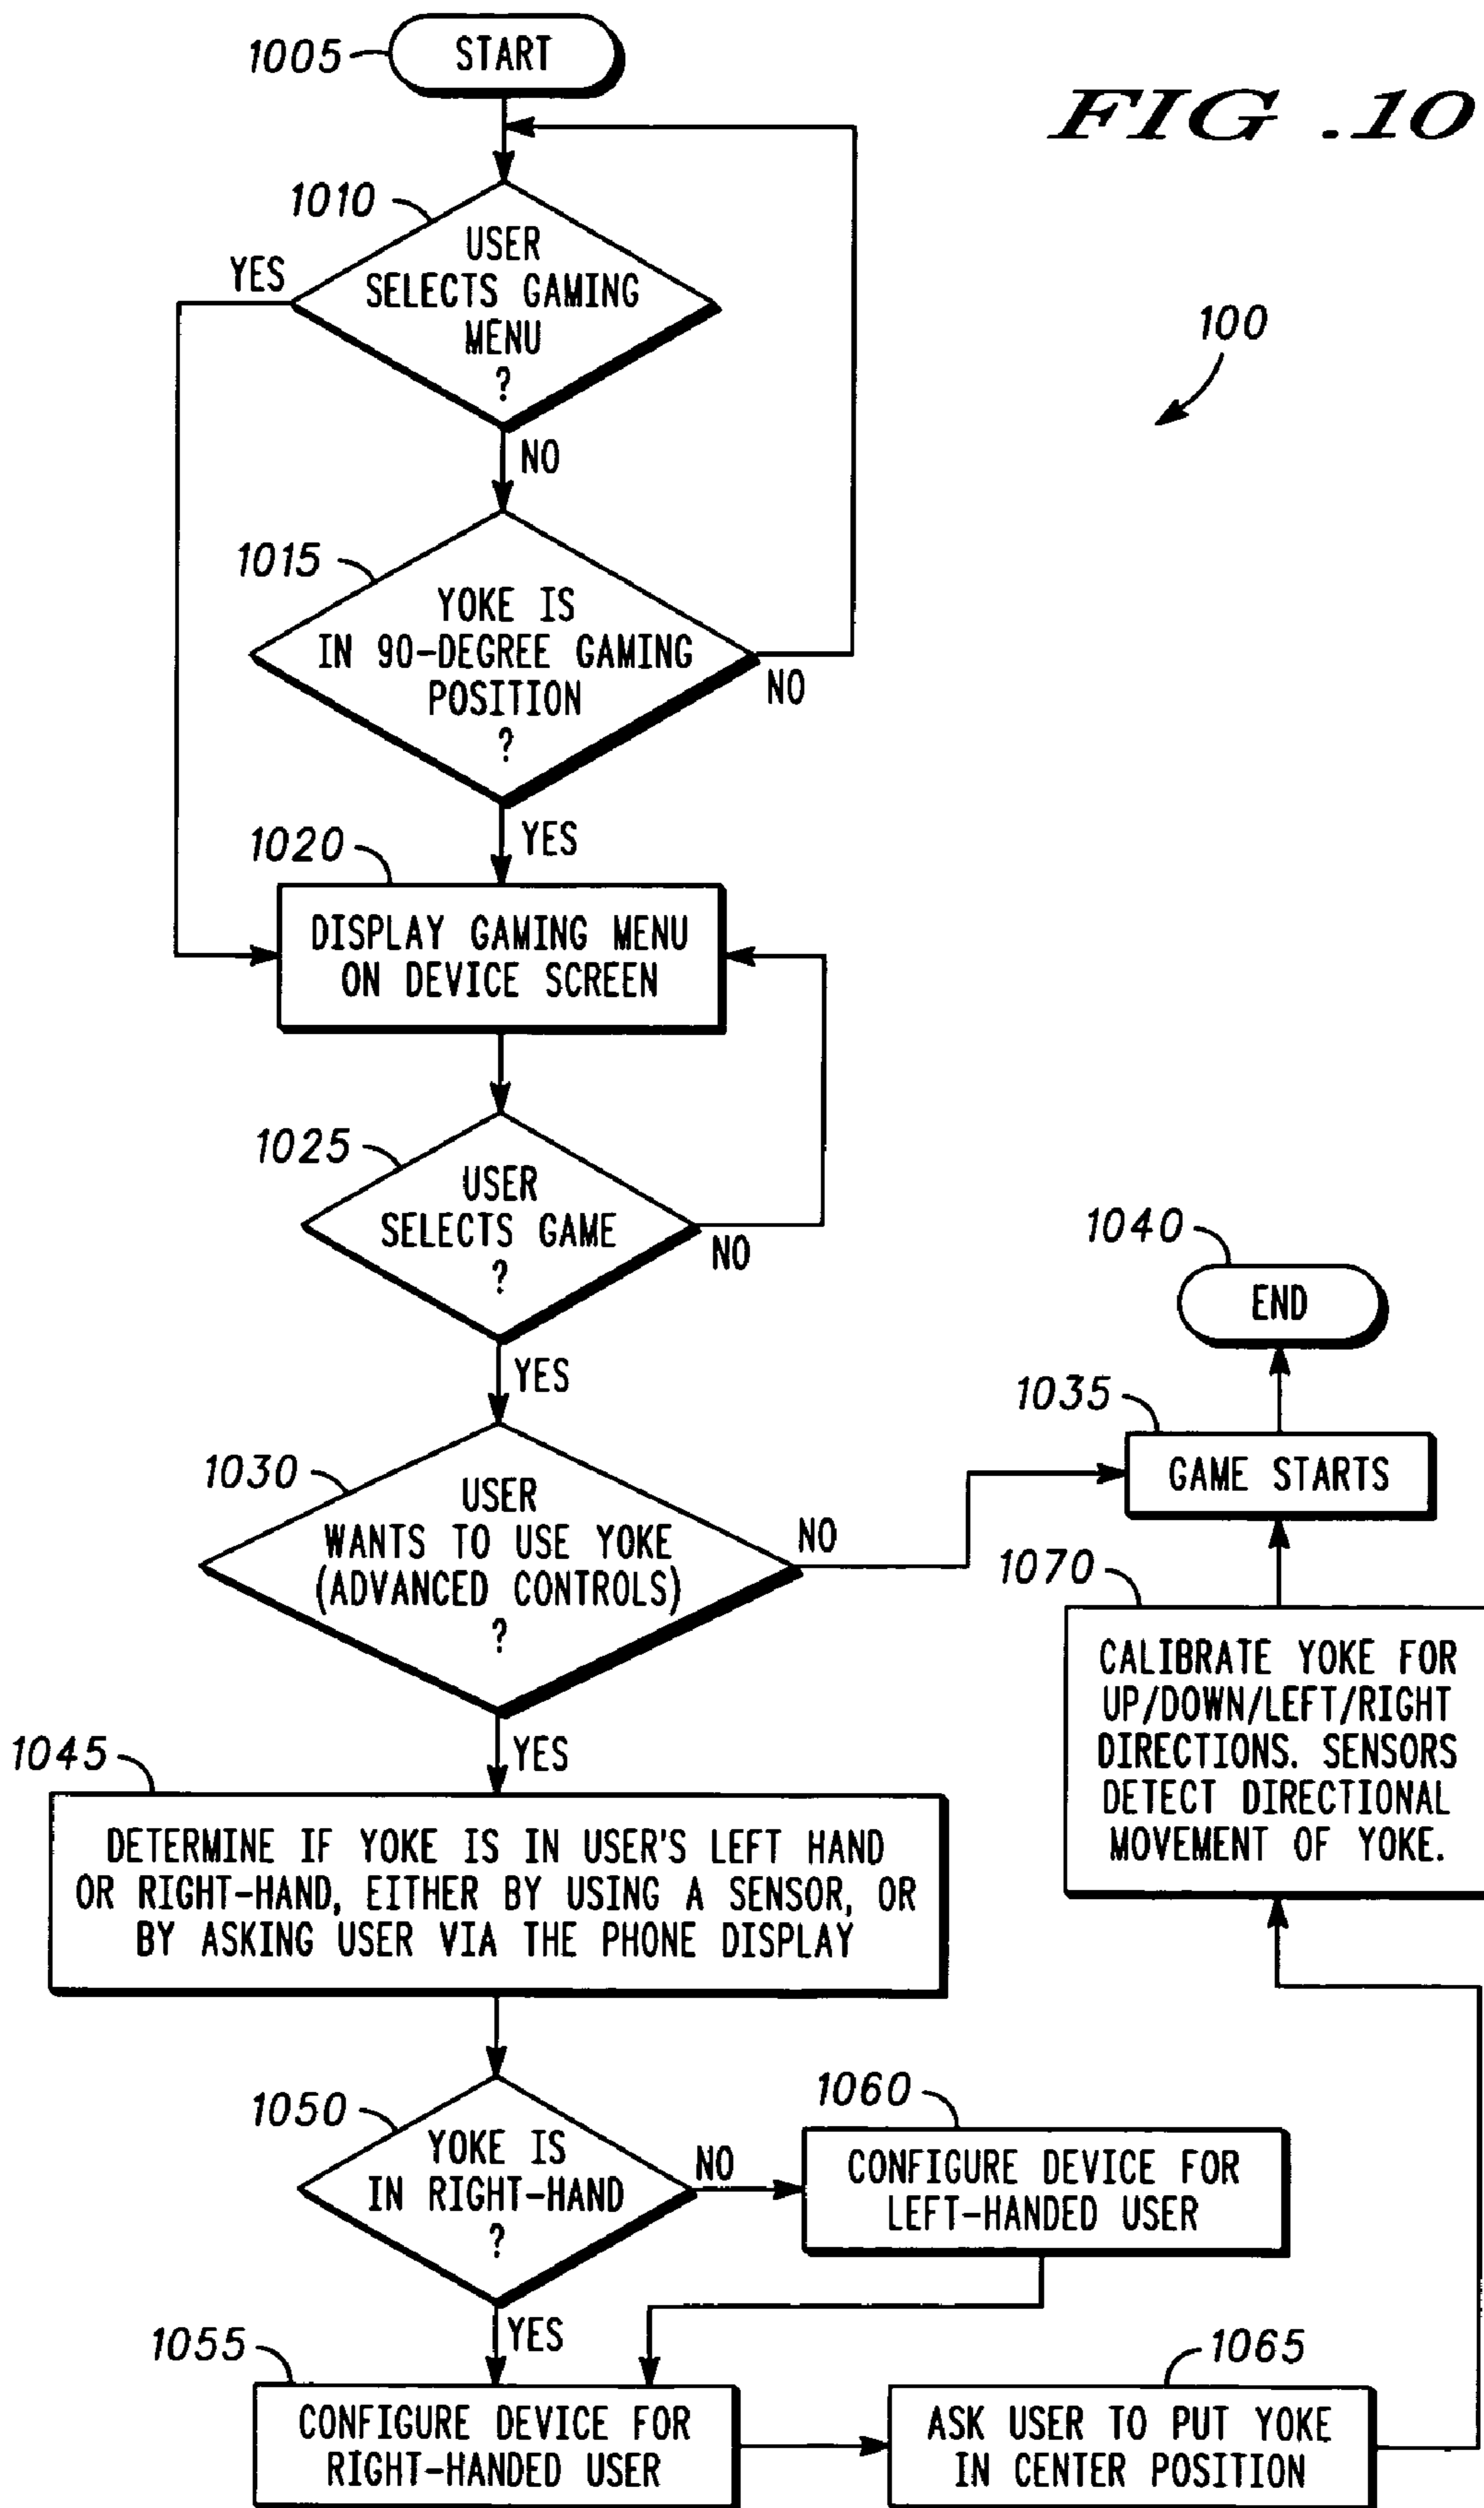 1005
START
FIG .10
1010
USER
SELECTS GAMING
MENU
?
YES
NO
100
1015
YOKE IS
IN 90-DEGREE GAMING
POSITION
?
NO
YES
1020
DISPLAY GAMING MENU
ON DEVICE SCREEN
1025
USER
SELECTS GAME
?
NO
YES
1040
END
1035
GAME STARTS
1030
USER
WANTS TO USE YOKE
(ADVANCED CONTROLS)
?
NO
YES
1070
CALIBRATE YOKE FOR
UP/DOWN/LEFT/RIGHT
DIRECTIONS. SENSORS
DETECT DIRECTIONAL
MOVEMENT OF YOKE.
1045
DETERMINE IF YOKE IS IN USER'S LEFT HAND
OR RIGHT-HAND, EITHER BY USING A SENSOR, OR
BY ASKING USER VIA THE PHONE DISPLAY
1050
YOKE IS
IN RIGHT-HAND
?
NO
YES
1060
CONFIGURE DEVICE FOR
LEFT-HANDED USER
1055
CONFIGURE DEVICE FOR
RIGHT-HANDED USER
1065
ASK USER TO PUT YOKE
IN CENTER POSITION